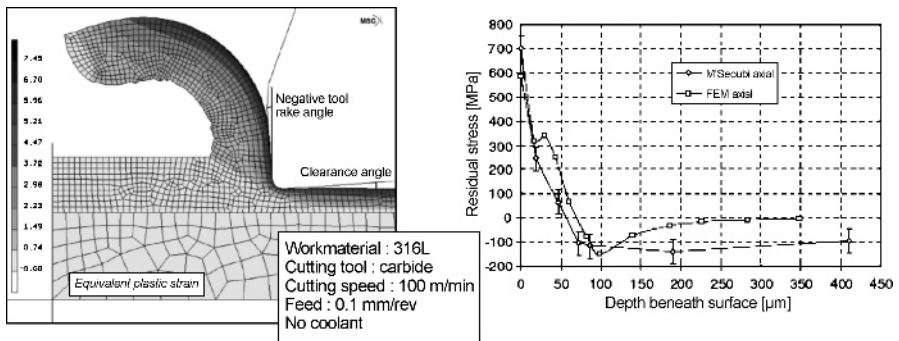 MSC
7.45
6.70
5.96
5.21
4.47
3.72
2.98
2.23
1.49
0.74
-0.00
Negative tool
rake angle
Clearance angle
Equivalent plastic strain
Workmaterial : 316L
Cutting tool : carbide
Cutting speed : 100 m/min
Feed : 0.1 mm/rev
No coolant
Residual stress [MPa]
800
700
600
500
400
300
200
100
0
-100
-200
M'Seoubi axial
FEM axial
0 50 100 150 200 250 300 350 400 450
Depth beneath surface [µm]